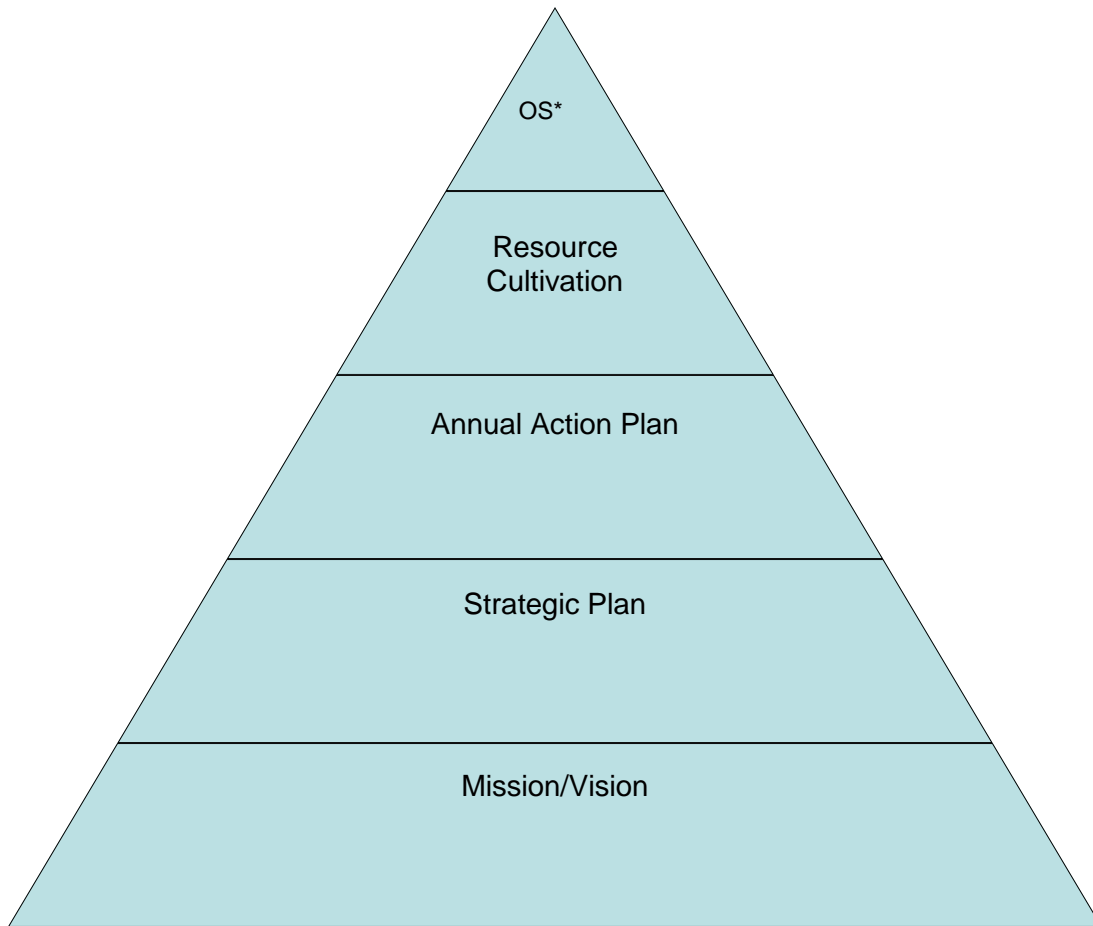 OS*
Resource
Cultivation
Annual Action Plan
Strategic Plan
Mission/Vision